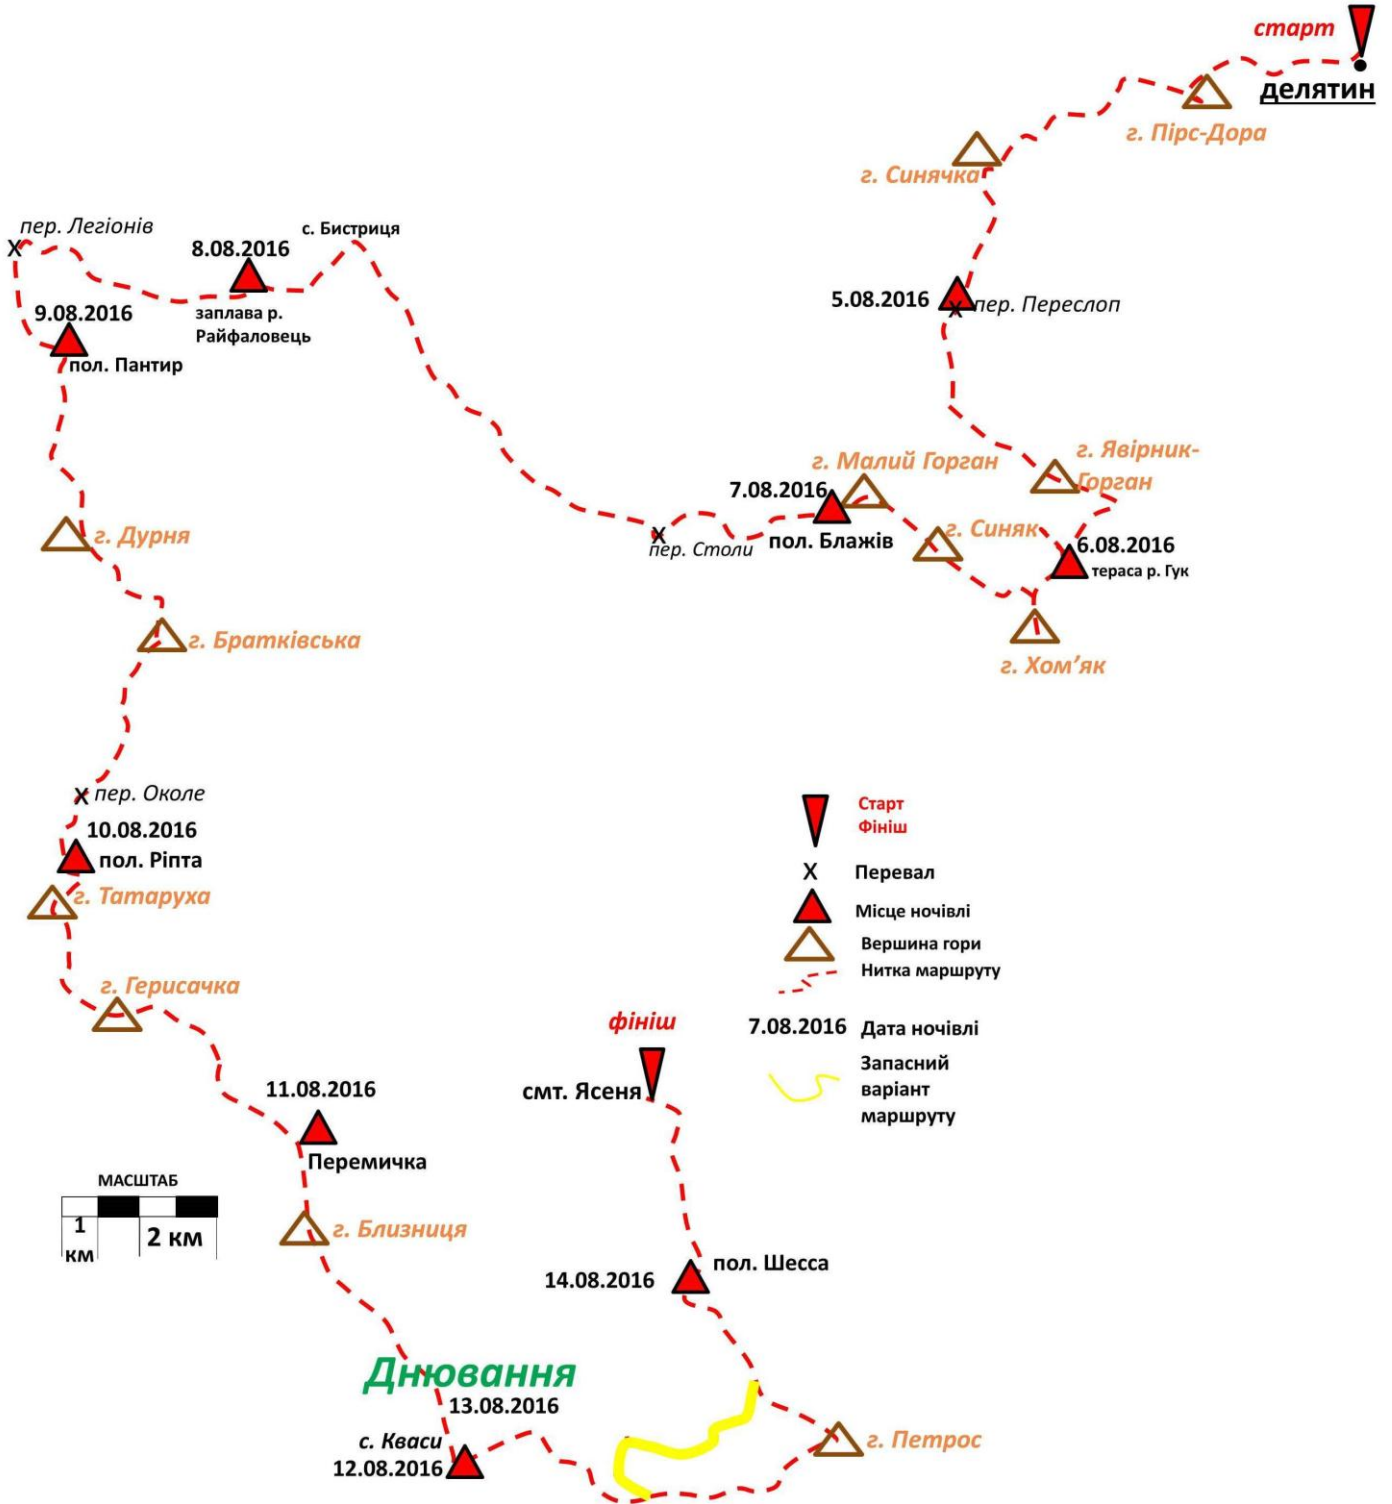 старт
делятин
г. Пірс-Дора
г. Синячка
пер. Легіонів
8.08.2016
с. Бистриця
заплава р.
Райфаловець
9.08.2016
пол. Пантир
5.08.2016
пер. Переслоп
г. Явірник-
Горган
г. Малий Горган
7.08.2016
г. Синяк
пол. Блажів
пер. Столи
6.08.2016
тераса р. Гук
г. Хом’як
г. Дурня
г. Братківська
пер. Околе
10.08.2016
пол. Ріпта
г. Татаруха
г. Герисачка
11.08.2016
Перемичка
г. Близниця
МАСШТАБ
1
км
2 км
Старт
Фініш
X Перевал
Місце ночівлі
Вершина гори
Нитка маршруту
7.08.2016 Дата ночівлі
Запасний
варіант
маршруту
фініш
смт. Ясеня
пол. Шесса
14.08.2016
Днювання
13.08.2016
с. Кваси
12.08.2016
г. Петрос